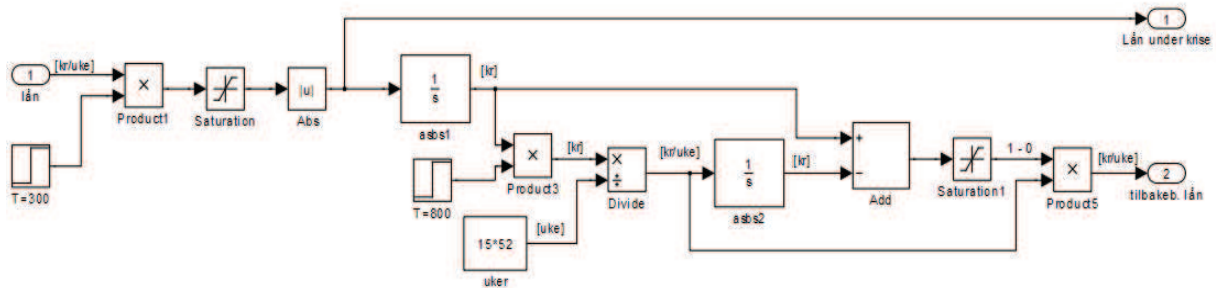 1
lån
[kr/uke]
T=300
×
Product1
Saturation
|u|
Abs
1
s
asbs1
[kr]
T=800
×
Product3
[kr]
15*52
uker
[uke]
×
÷
Divide
[kr/uke]
1
s
asbs2
[kr]
+
−
Add
Saturation1
1 - 0
×
Product5
[kr/uke]
1
Lån under krise
2
tilbakeb. lån